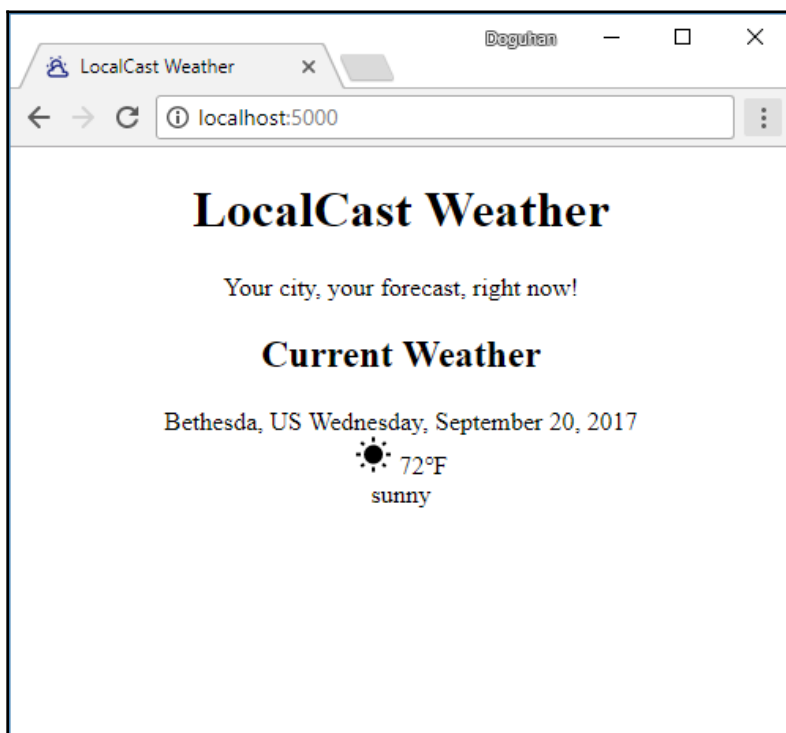 Doguhan
LocalCast Weather
localhost:5000
LocalCast Weather
Your city, your forecast, right now!
Current Weather
Bethesda, US Wednesday, September 20, 2017
72°F
sunny